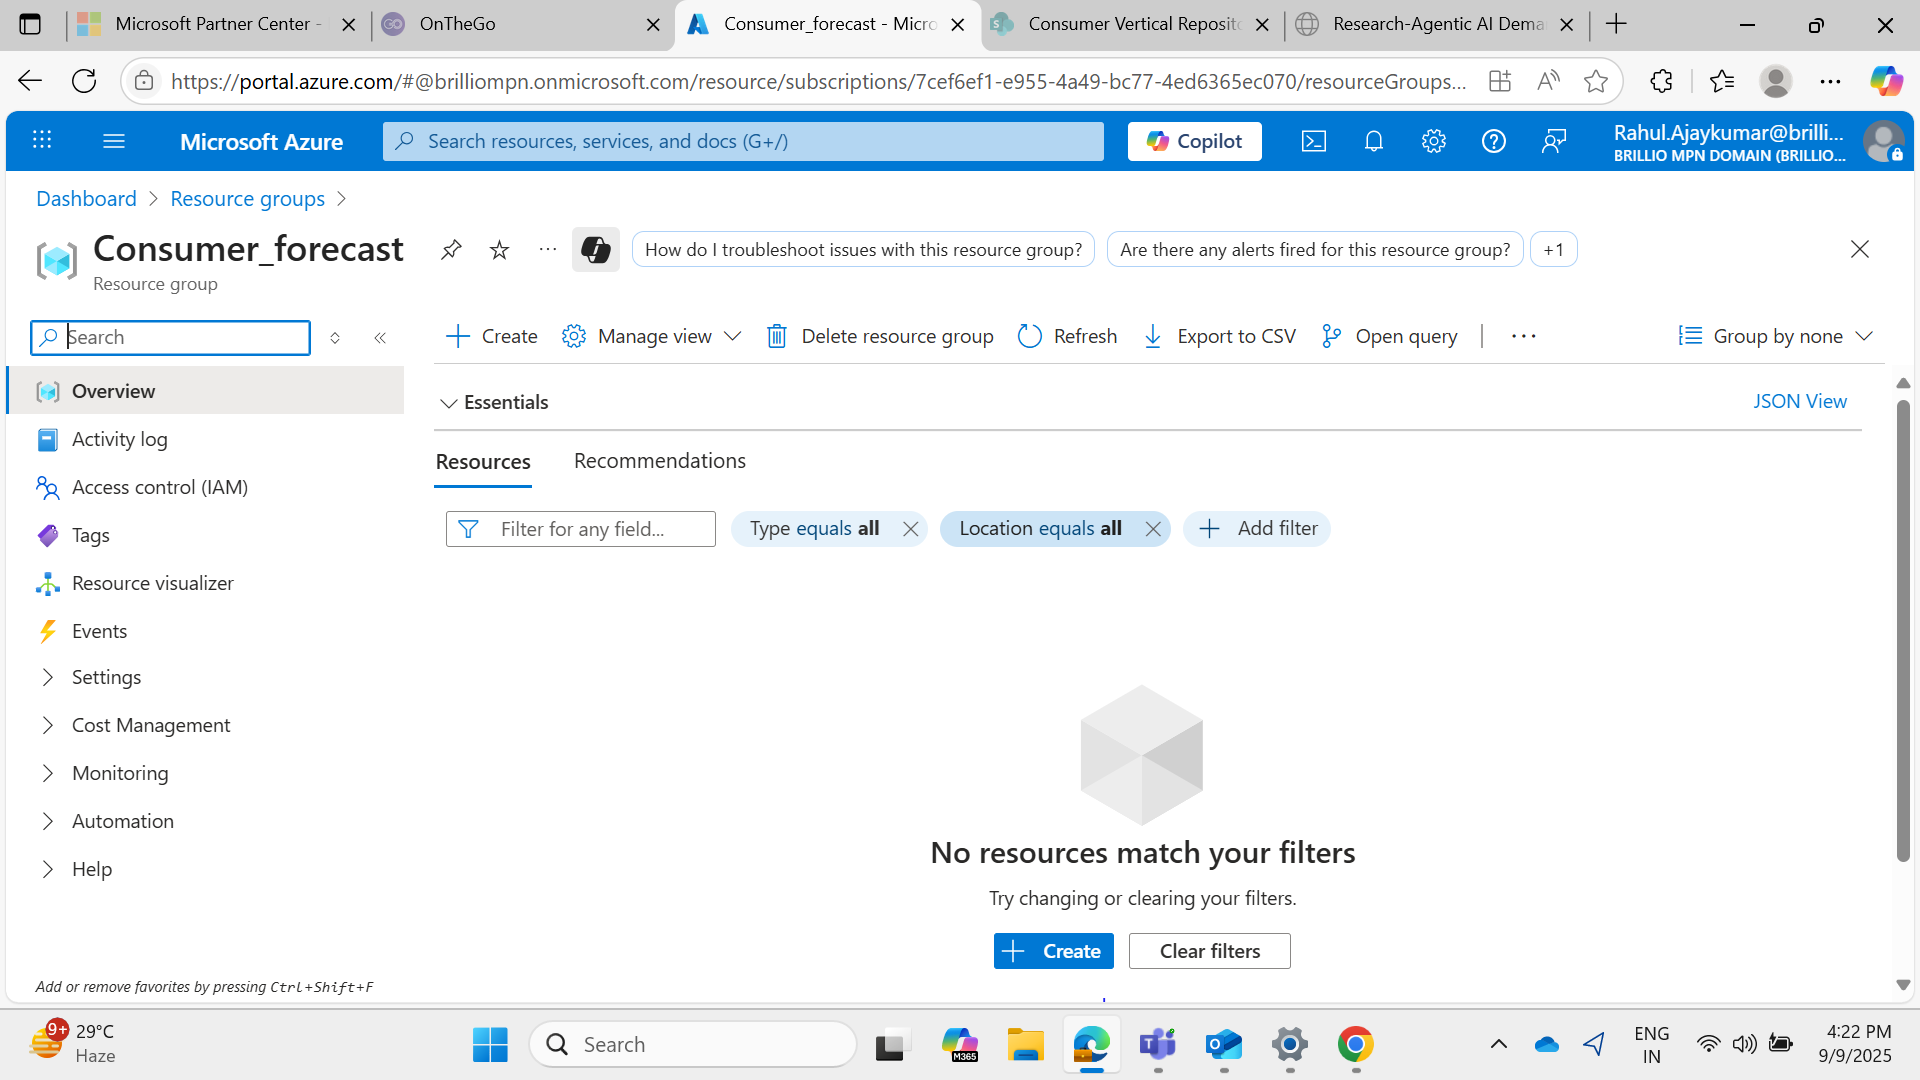 Microsoft Partner Center -
OnTheGo
Consumer_forecast - Micro
Consumer Vertical Reposito
Research-Agentic AI Dema
https://portal.azure.com/#@brilliompn.onmicrosoft.com/resource/subscriptions/7cef6ef1-e955-4a49-bc77-4ed6365ec070/resourceGroups...
Microsoft Azure
Search resources, services, and docs (G+/)
Copilot
Rahul.Ajaykumar@brilli...
BRILLIO MPN DOMAIN (BRILLIO...
Dashboard > Resource groups >
Consumer_forecast
Resource group
How do I troubleshoot issues with this resource group?
Are there any alerts fired for this resource group?
+1
Search
Create
Manage view
Delete resource group
Refresh
Export to CSV
Open query
Group by none
Overview
Activity log
Access control (IAM)
Tags
Resource visualizer
Events
Settings
Cost Management
Monitoring
Automation
Help
Add or remove favorites by pressing Ctrl+Shift+F
Essentials
JSON View
Resources
Recommendations
Filter for any field...
Type equals all
Location equals all
Add filter
No resources match your filters
Try changing or clearing your filters.
Create
Clear filters
9+
29°C
Haze
Search
M365
ENG
IN
4:22 PM
9/9/2025